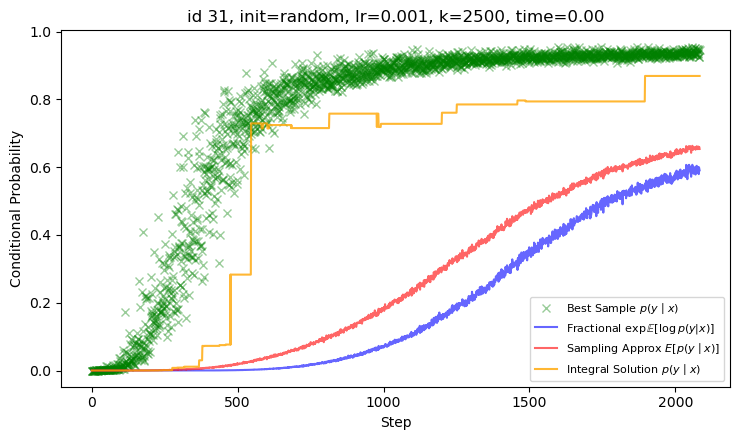 id 31, init=random, lr=0.001, k=2500, time=0.00
Conditional Probability
1.0
0.8
0.6
0.4
0.2
0.0
Best Sample p(y | x)
Fractional exp 𝔼[log p(y|x)]
Sampling Approx E[p(y | x)]
Integral Solution p(y | x)
0
500
1000
1500
2000
Step